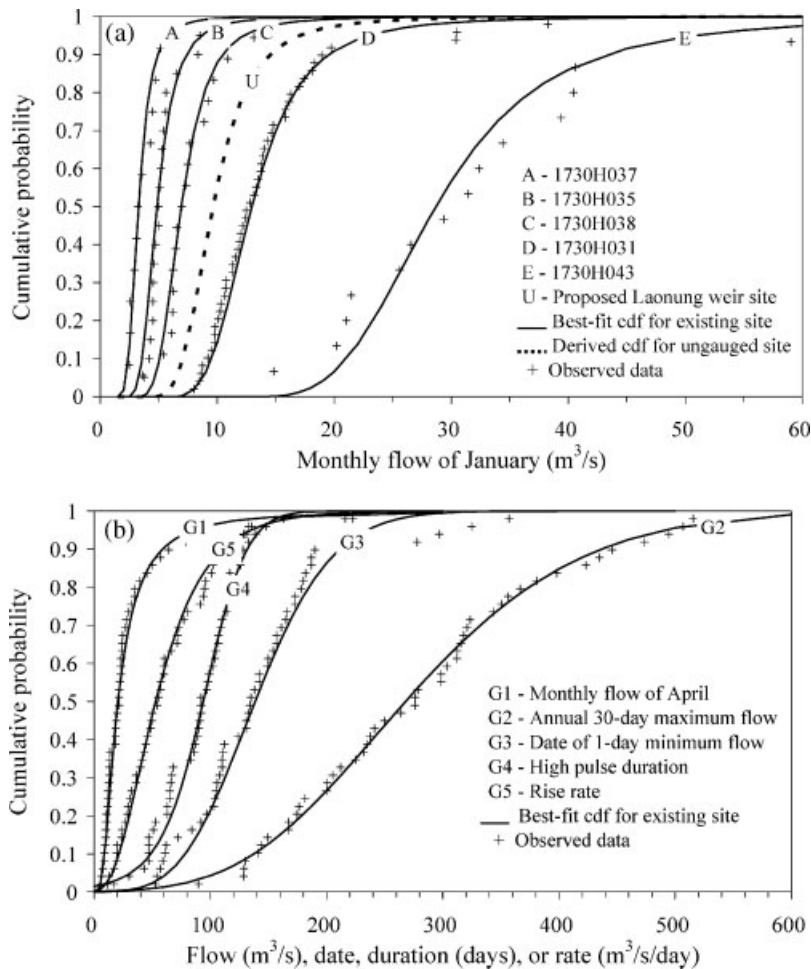 (a)
A
B
C
D
E
U
1
0.9
0.8
0.7
0.6
0.5
0.4
0.3
0.2
0.1
0
Cumulative probability
A - 1730H037
B - 1730H035
C - 1730H038
D - 1730H031
E - 1730H043
U - Proposed Laonung weir site
Best-fit cdf for existing site
Derived cdf for ungauged site
+ Observed data
0 10 20 30 40 50 60
Monthly flow of January (m³/s)
(b)
G1
G5
G4
G3
G2
1
0.9
0.8
0.7
0.6
0.5
0.4
0.3
0.2
0.1
0
Cumulative probability
G1 - Monthly flow of April
G2 - Annual 30-day maximum flow
G3 - Date of 1-day minimum flow
G4 - High pulse duration
G5 - Rise rate
Best-fit cdf for existing site
+ Observed data
0 100 200 300 400 500 600
Flow (m³/s), date, duration (days), or rate (m³/s/day)